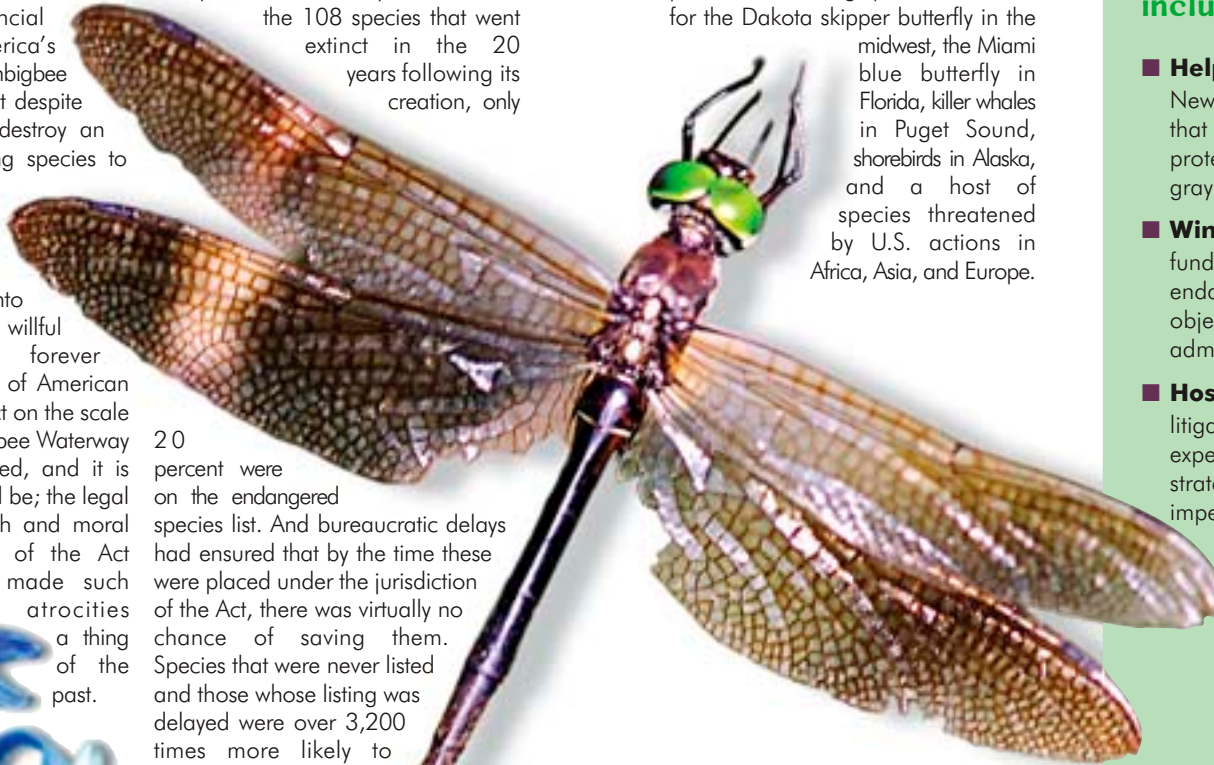 ncial
erica's
nbigbee
t despite
destroy an
ng species to
nto
willful
forever
of American
ct on the scale
bee Waterway
ed, and it is
d be; the legal
h and moral
of the Act
made such
atrocities
a thing
of the
past.
the 108 species that went
extinct in the 20
years following its
creation, only
20
percent were
on the endangered
species list. And bureaucratic delays
had ensured that by the time these
were placed under the jurisdiction
of the Act, there was virtually no
chance of saving them.
Species that were never listed
and those whose listing was
delayed were over 3,200
times more likely to
for the Dakota skipper butterfly in the
midwest, the Miami
blue butterfly in
Florida, killer whales
in Puget Sound,
shorebirds in Alaska,
and a host of
species threatened
by U.S. actions in
Africa, Asia, and Europe.
inclu
■ Help
New
that
prote
gray
■ Win
fund
enda
obje
adm
■ Hos
litiga
expe
strate
impe